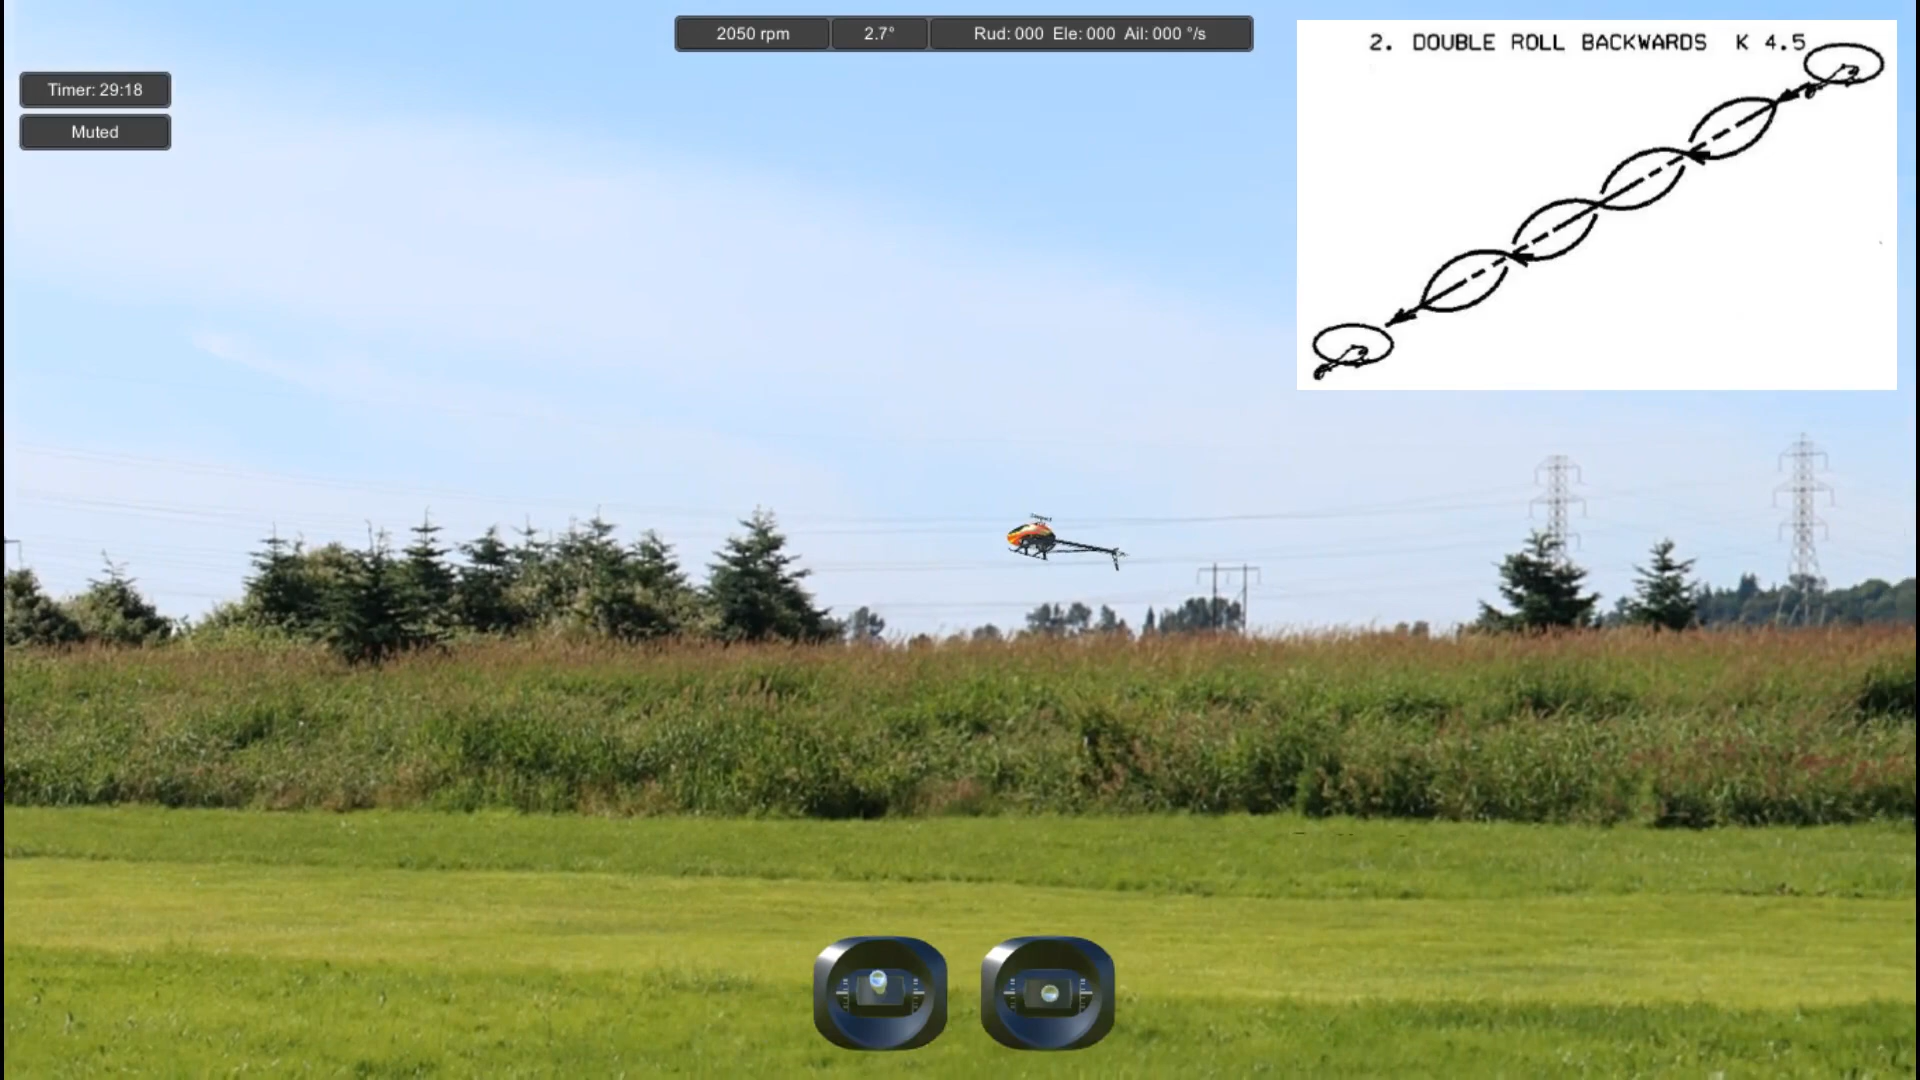 2050 rpm
2.7°
Rud: 000 Ele: 000 Ail: 000 °/s
2. DOUBLE ROLL BACKWARDS K 4.5
Timer: 29:18
Muted